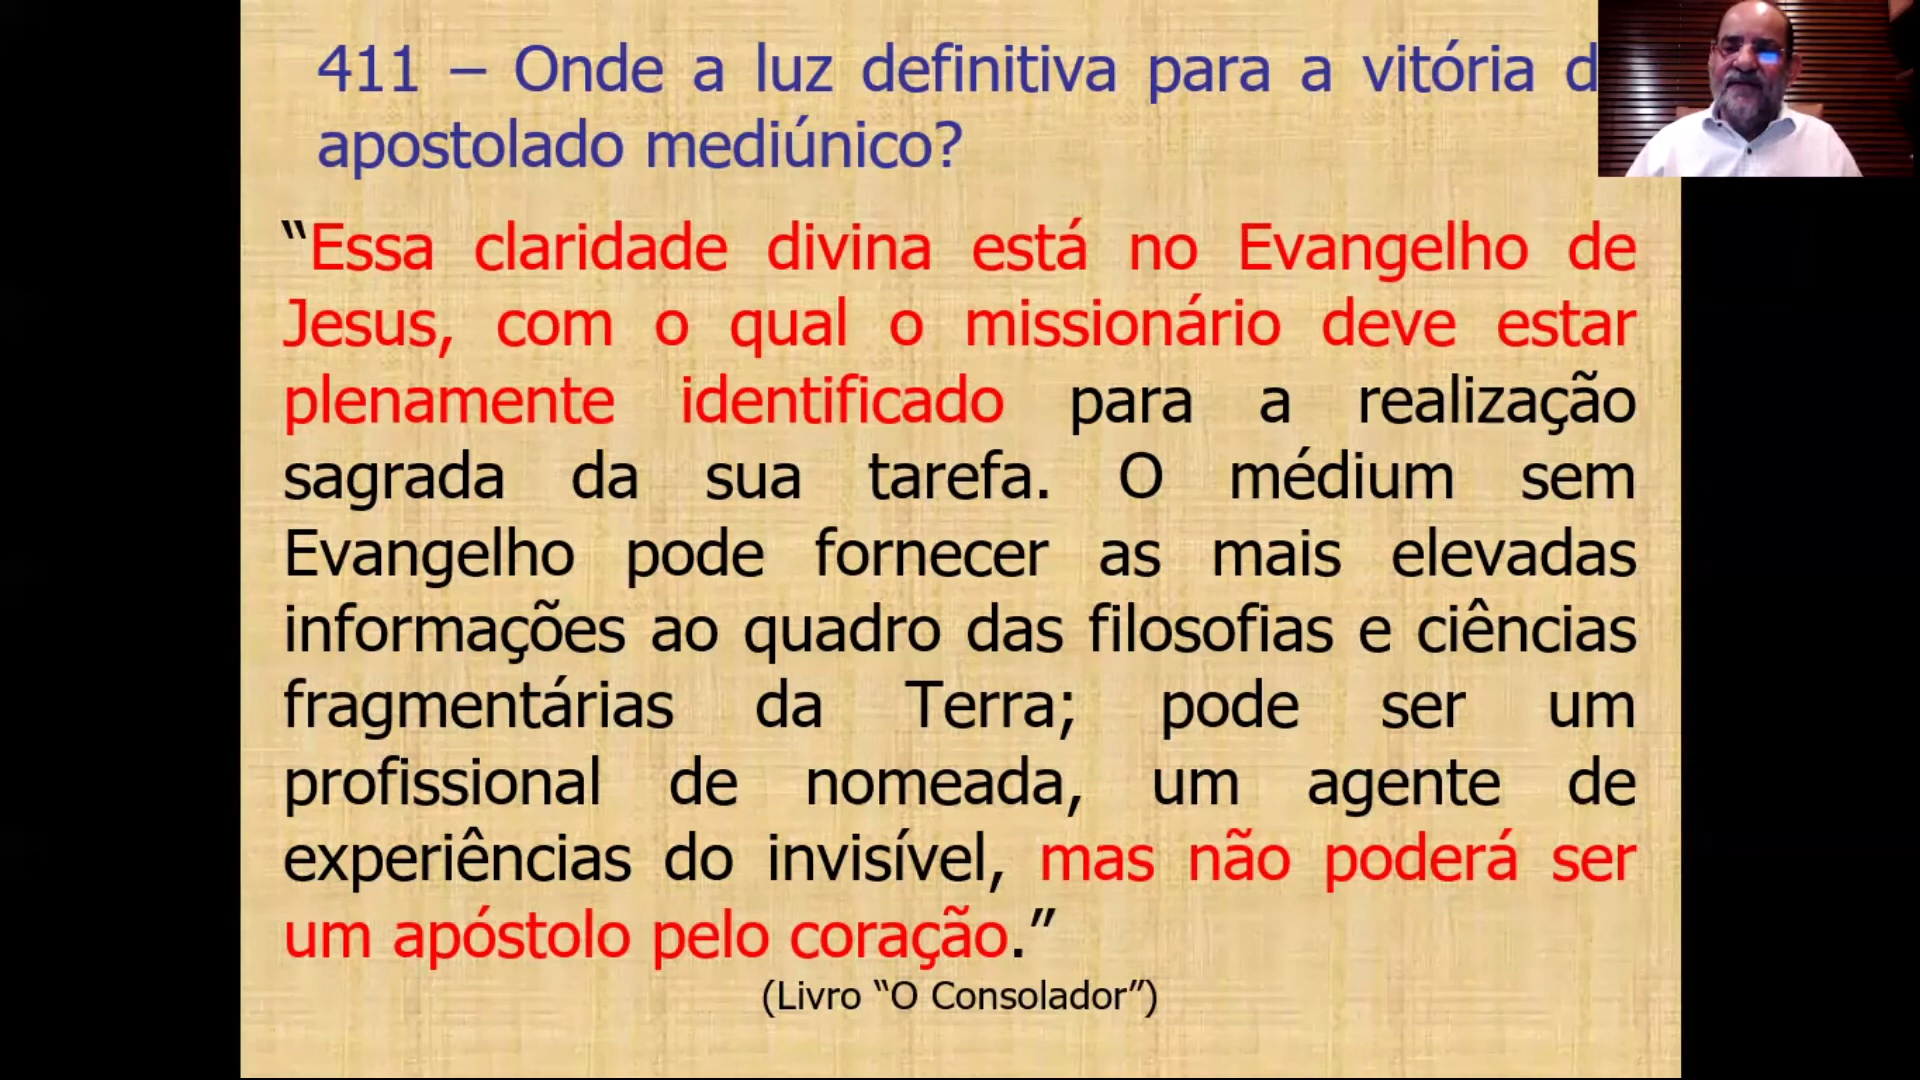 411 – Onde a luz definitiva para a vitória
apostolado mediúnico?
“Essa claridade divina está no Evangelho de
Jesus, com o qual o missionário deve estar
plenamente identificado para a realização
sagrada da sua tarefa. O médium sem
Evangelho pode fornecer as mais elevadas
informações ao quadro das filosofias e ciências
fragmentárias da Terra; pode ser um
profissional de nomeada, um agente de
experiências do invisível, mas não poderá ser
um apóstolo pelo coração.”
(Livro “O Consolador”)